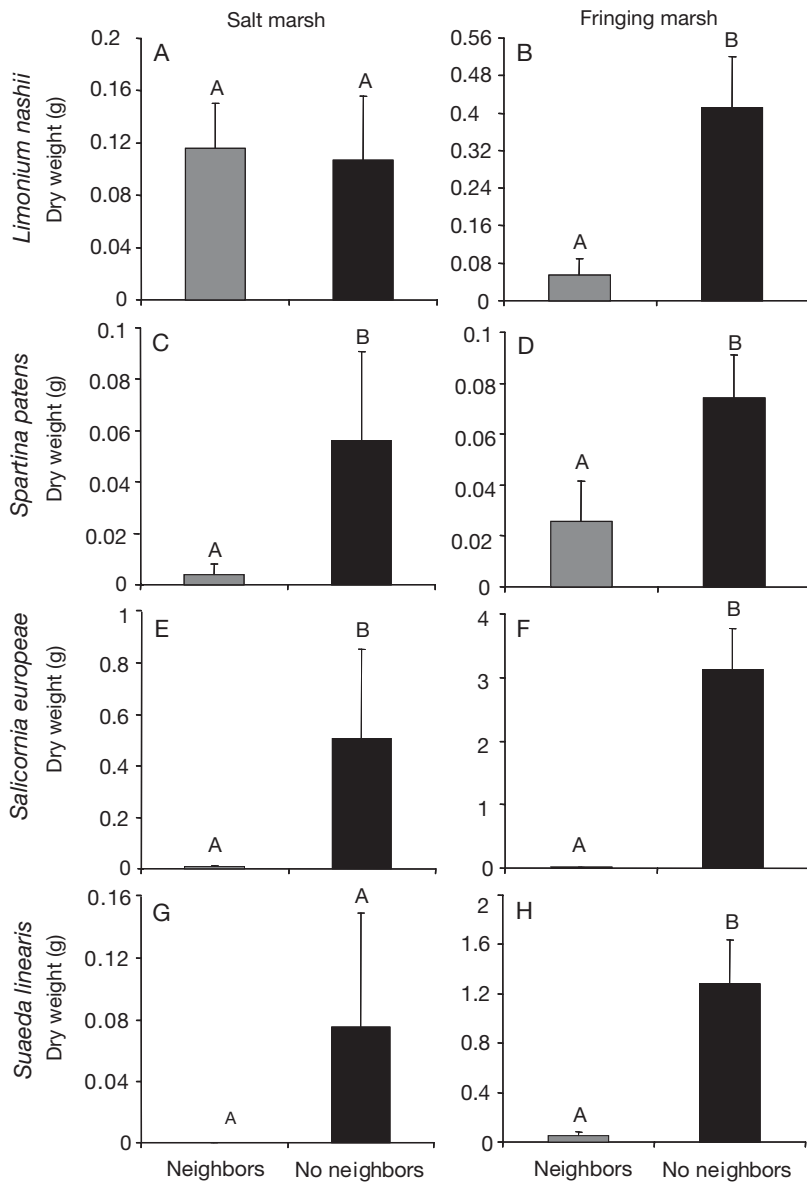 Salt marsh
Fringing marsh
Limonium nashii
Dry weight (g)
A
0.2
0.16
0.12
0.08
0.04
0
A
A
B
0.56
0.48
0.4
0.32
0.24
0.16
0.08
0
A
B
Spartina patens
Dry weight (g)
C
0.1
0.08
0.06
0.04
0.02
0
A
B
D
0.1
0.08
0.06
0.04
0.02
0
A
B
Salicornia europeae
Dry weight (g)
E
1
0.8
0.6
0.4
0.2
0
A
B
F
4
3
2
1
0
A
B
Suaeda linearis
Dry weight (g)
G
0.16
0.12
0.08
0.04
0
A
A
H
2
1.6
1.2
0.8
0.4
0
A
B
Neighbors
No neighbors
Neighbors
No neighbors